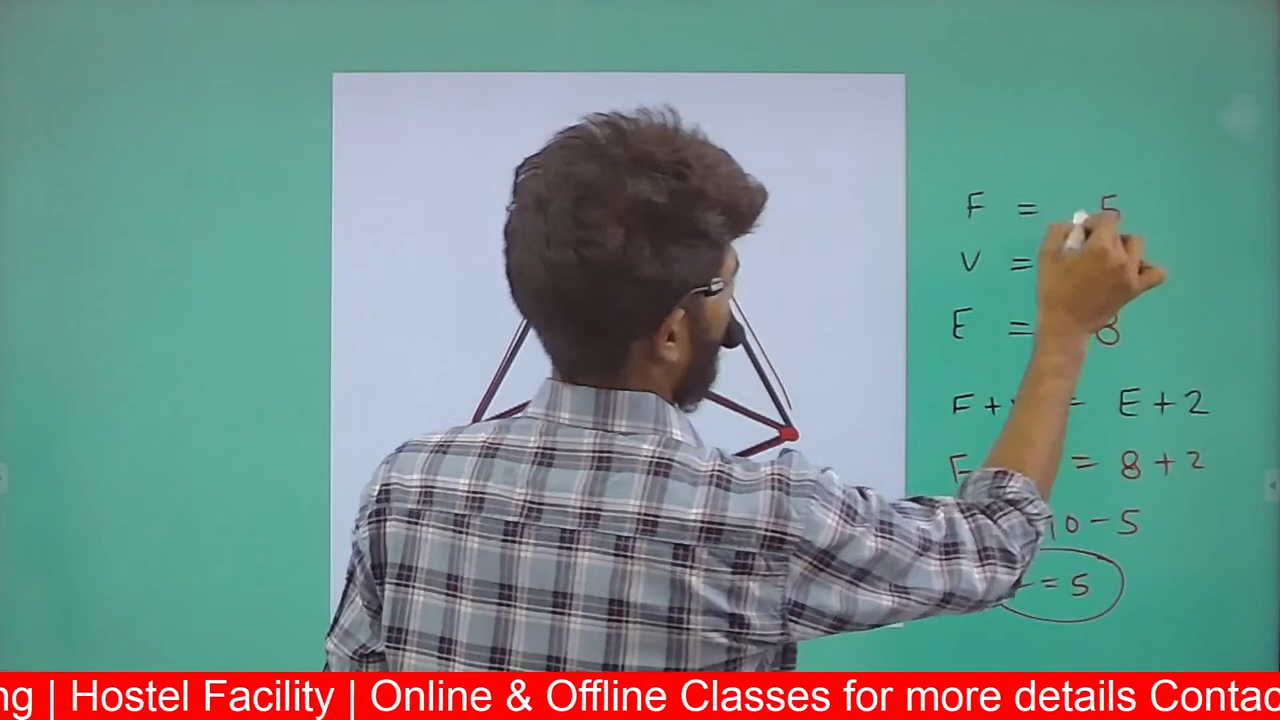 F = 5
V =
E = 8
F + = E + 2
F = 8 + 2
10 - 5
= 5
ng | Hostel Facility | Online & Offline Classes for more details Contac